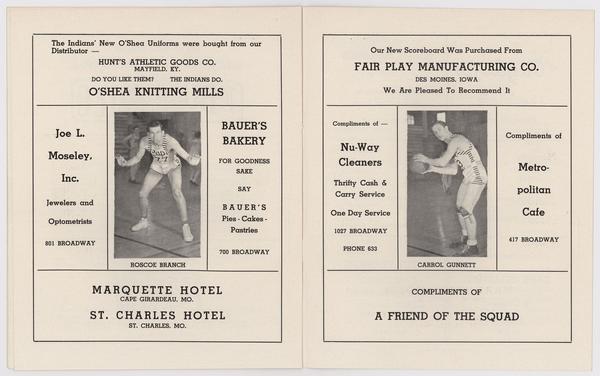 The Indians' New O'Shea Uniforms were bought from our
Distributor —
HUNT'S ATHLETIC GOODS CO.
MAYFIELD, KY.
DO YOU LIKE THEM? THE INDIANS DO.
O'SHEA KNITTING MILLS
Joe L.
Moseley,
Inc.
Jewelers and
Optometrists
801 BROADWAY
ROSCOE BRANCH
BAUER'S
BAKERY
FOR GOODNESS
SAKE
SAY
BAUER'S
Pies - Cakes -
Pastries
700 BROADWAY
MARQUETTE HOTEL
CAPE GIRARDEAU, MO.
ST. CHARLES HOTEL
ST. CHARLES, MO.
Our New Scoreboard Was Purchased From
FAIR PLAY MANUFACTURING CO.
DES MOINES, IOWA
We Are Pleased To Recommend It
Compliments of —
Nu-Way
Cleaners
Thrifty Cash &
Carry Service
One Day Service
1027 BROADWAY
PHONE 633
CARROL GUNNETT
Compliments of
Metro-
politan
Cafe
417 BROADWAY
COMPLIMENTS OF
A FRIEND OF THE SQUAD